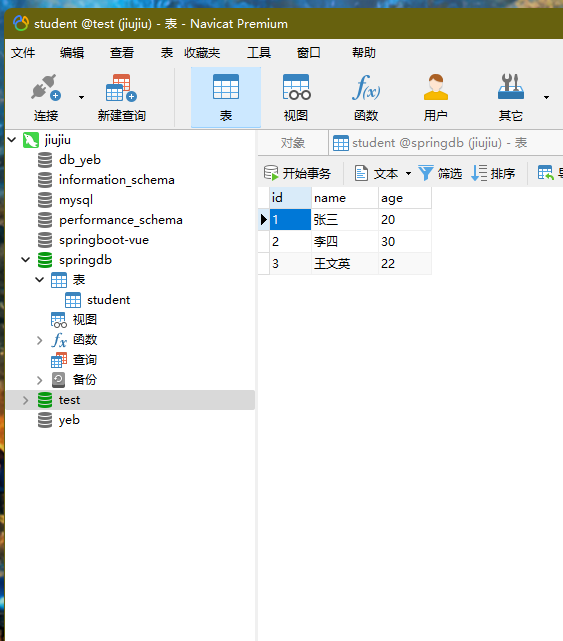 student @test (jiujiu) - 表 - Navicat Premium
文件 编辑 查看 表 收藏夹 工具 窗口 帮助
连接 新建查询 表 视图 f(x) 函数 用户 其它
jiujiu
db_yeb
information_schema
mysql
performance_schema
springboot-vue
springdb
表
student
视图
fx 函数
查询
备份
test
yeb
对象 student @springdb (jiujiu) - 表
开始事务 文本 筛选 排序 导
id name age
1 张三 20
2 李四 30
3 王文英 22